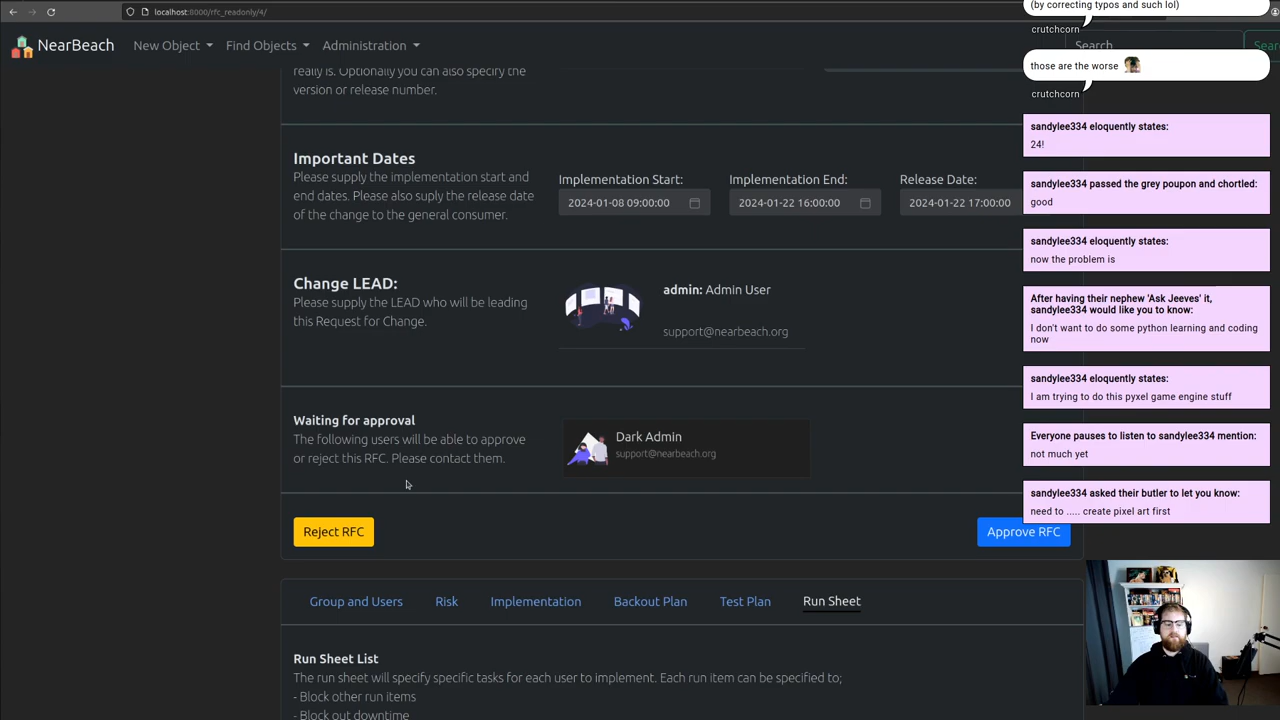 localhost:8000/rfc_readonly/4/
NearBeach
New Object
Find Objects
Administration
Search
really is. Optionally you can also specify the
version or release number.
Important Dates
Please supply the implementation start and
end dates. Please also suply the release date
of the change to the general consumer.
Implementation Start:
2024-01-08 09:00:00
Implementation End:
2024-01-22 16:00:00
Release Date:
2024-01-22 17:00:00
Change LEAD:
Please supply the LEAD who will be leading
this Request for Change.
admin: Admin User
support@nearbeach.org
Waiting for approval
The following users will be able to approve
or reject this RFC. Please contact them.
Dark Admin
support@nearbeach.org
Reject RFC
Approve RFC
Group and Users
Risk
Implementation
Backout Plan
Test Plan
Run Sheet
Run Sheet List
The run sheet will specify specific tasks for each user to implement. Each run item can be specified to;
- Block other run items
- Block out downtime
(by correcting typos and such lol)
crutchcorn
those are the worse
crutchcorn
sandylee334 eloquently states:
24!
sandylee334 passed the grey poupon and chortled:
good
sandylee334 eloquently states:
now the problem is
After having their nephew 'Ask Jeeves' it,
sandylee334 would like you to know:
I don't want to do some python learning and coding
now
sandylee334 eloquently states:
I am trying to do this pyxel game engine stuff
Everyone pauses to listen to sandylee334 mention:
not much yet
sandylee334 asked their butler to let you know:
need to ..... create pixel art first